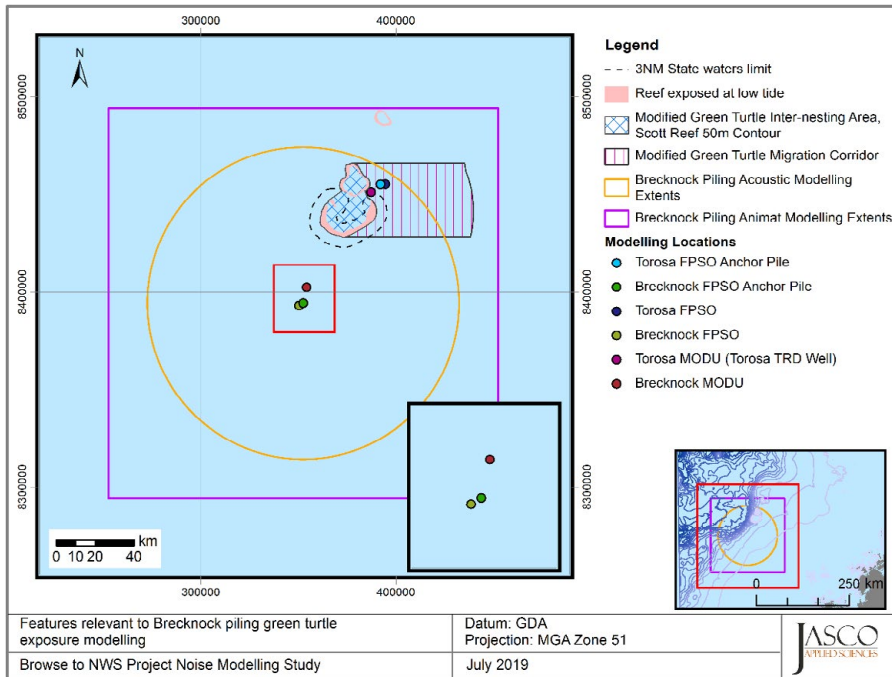 300000
400000
N
8500000
8500000
8400000
8400000
8300000
8300000
km
0 10 20
40
300000
400000
Legend
3NM State waters limit
Reef exposed at low tide
Modified Green Turtle Inter-nesting Area,
Scott Reef 50m Contour
Modified Green Turtle Migration Corridor
Brecknock Piling Acoustic Modelling
Extents
Brecknock Piling Animat Modelling Extents
Modelling Locations
Torosa FPSO Anchor Pile
Brecknock FPSO Anchor Pile
Torosa FPSO
Brecknock FPSO
Torosa MODU (Torosa TRD Well)
Brecknock MODU
0
250
km
Features relevant to Brecknock piling green turtle
exposure modelling
Browse to NWS Project Noise Modelling Study
Datum: GDA
Projection: MGA Zone 51
July 2019
JASCO
APPLIED SCIENCES